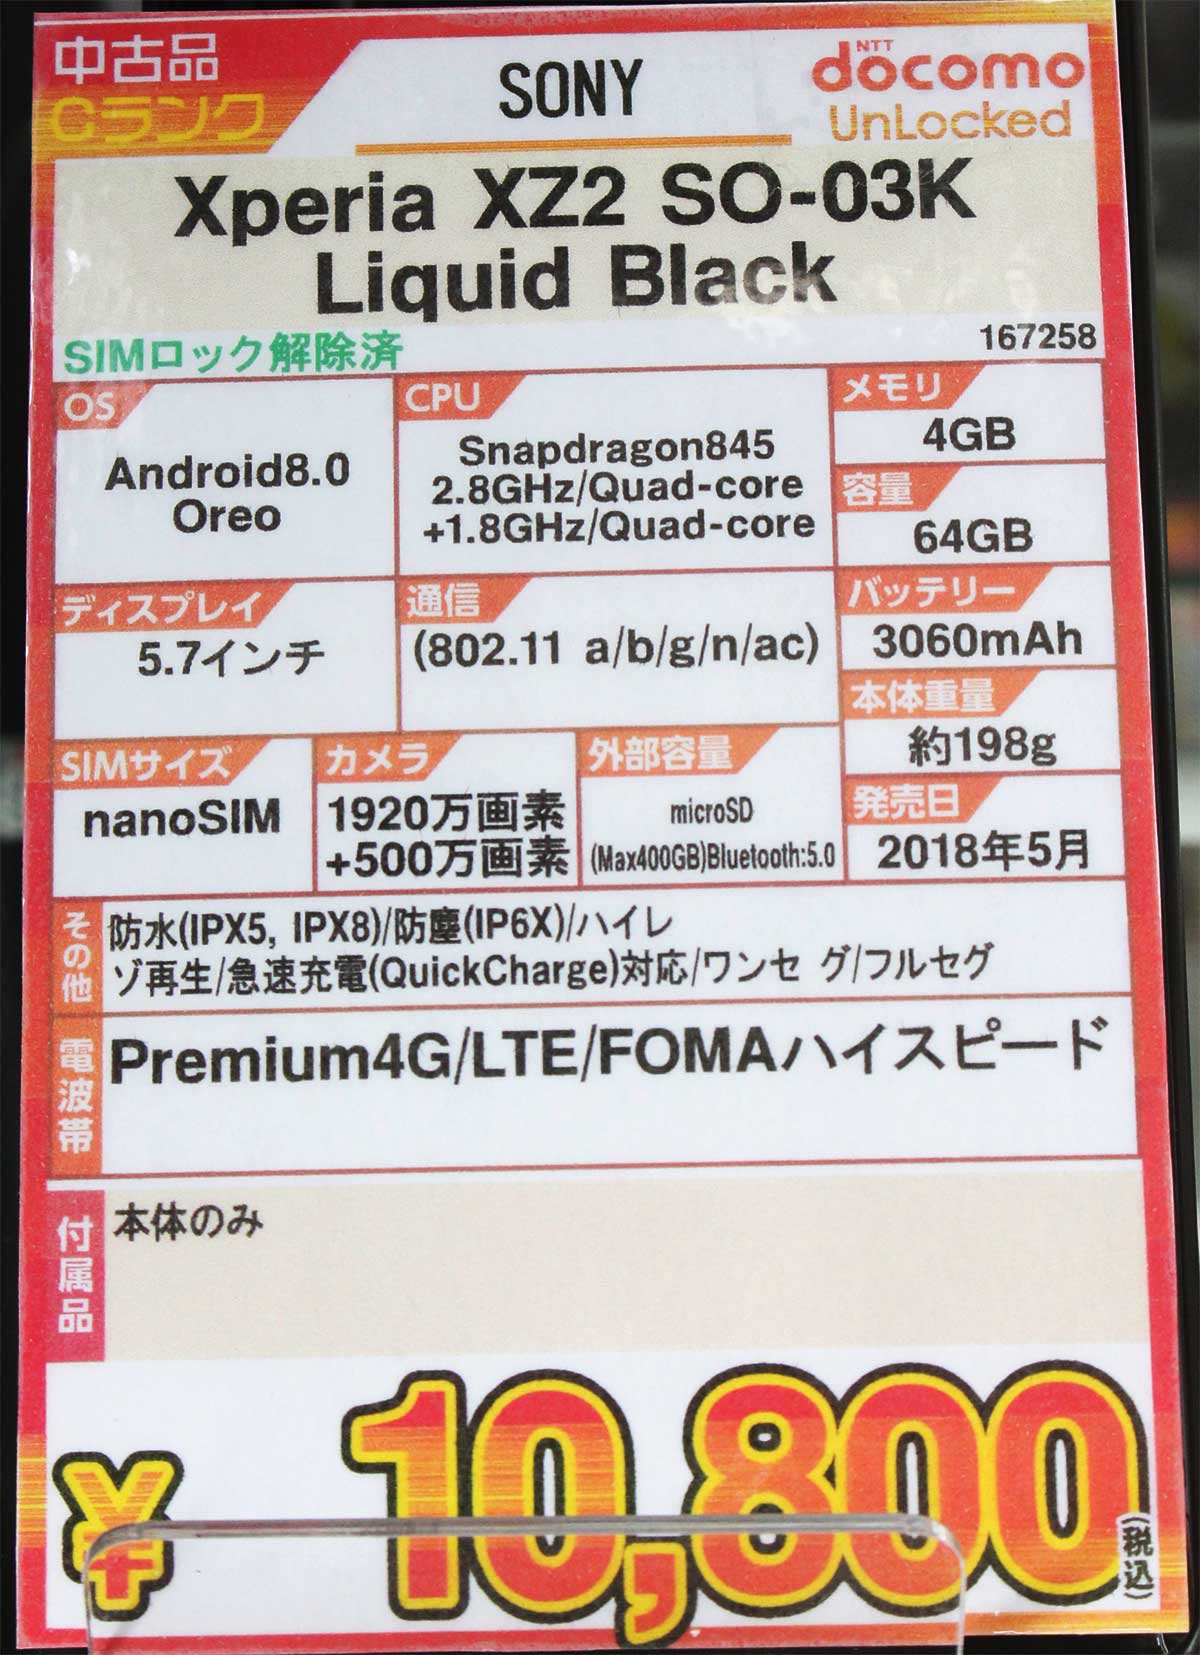 中古品
Cランク
SONY
NTT
docomo
UnLocked
Xperia XZ2 SO-03K
Liquid Black
SIMロック解除済
167258
OS
Android8.0
Oreo
CPU
Snapdragon845
2.8GHz/Quad-core
+1.8GHz/Quad-core
メモリ
4GB
容量
64GB
ディスプレイ
5.7インチ
通信
(802.11 a/b/g/n/ac)
バッテリー
3060mAh
本体重量
約198g
SIMサイズ
nanoSIM
カメラ
1920万画素
+500万画素
外部容量
microSD
(Max400GB)Bluetooth:5.0
発売日
2018年5月
その他
防水(IPX5, IPX8)/防塵(IP6X)/ハイレ
ゾ再生/急速充電(QuickCharge)対応/ワンセ グ/フルセグ
電波帯
Premium4G/LTE/FOMAハイスピード
付属品
本体のみ
¥10,800
(税込)